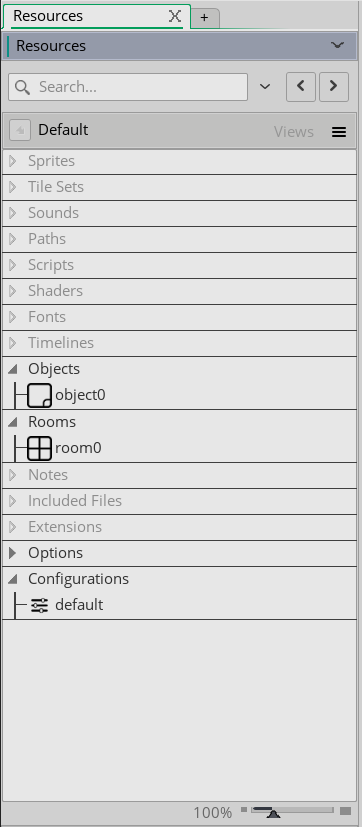 Resources
+
Resources
Search...
Default Views
Sprites
Tile Sets
Sounds
Paths
Scripts
Shaders
Fonts
Timelines
Objects
object0
Rooms
room0
Notes
Included Files
Extensions
Options
Configurations
default
100%